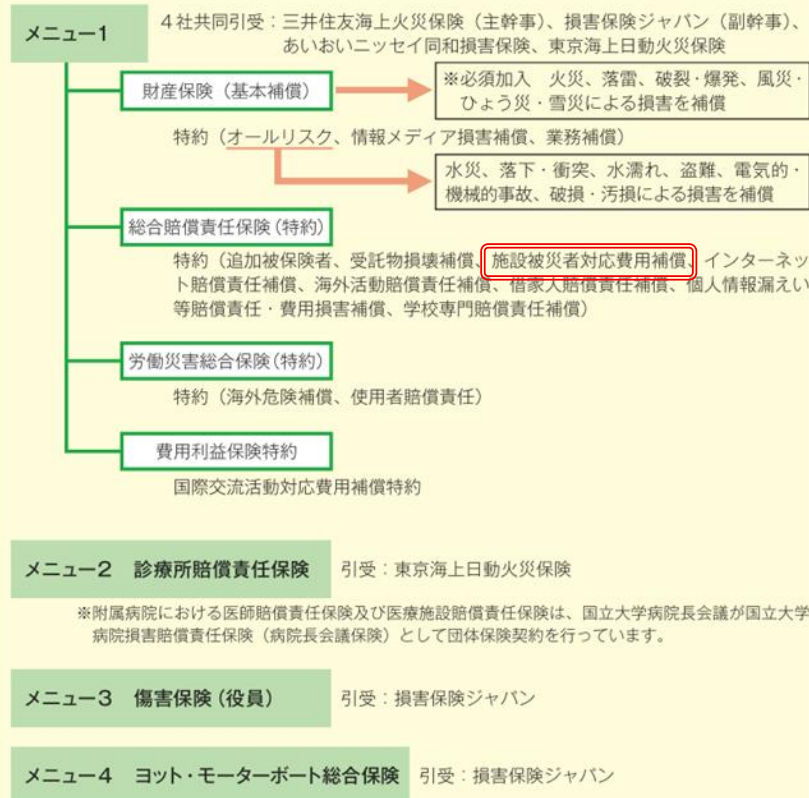 メニュー1
4社共同引受：三井住友海上火災保険（主幹事）、損害保険ジャパン（副幹事）、
あいおいニッセイ同和損害保険、東京海上日動火災保険
財産保険（基本補償）
※必須加入　火災、落雷、破裂・爆発、風災・
ひょう災・雪災による損害を補償
特約（オールリスク、情報メディア損害補償、業務補償）
水災、落下・衝突、水濡れ、盗難、電気的・
機械的事故、破損・汚損による損害を補償
総合賠償責任保険（特約）
特約（追加被保険者、受託物損壊補償、施設被災者対応費用補償、インターネッ
ト賠償責任補償、海外活動賠償責任補償、借家人賠償責任補償、個人情報漏えい
等賠償責任・費用損害補償、学校専門賠償責任補償）
労働災害総合保険（特約）
特約（海外危険補償、使用者賠償責任）
費用利益保険特約
国際交流活動対応費用補償特約
メニュー2　診療所賠償責任保険　引受：東京海上日動火災保険
※附属病院における医師賠償責任保険及び医療施設賠償責任保険は、国立大学病院長会議が国立大学
病院損害賠償責任保険（病院長会議保険）として団体保険契約を行っています。
メニュー3　傷害保険（役員）　引受：損害保険ジャパン
メニュー4　ヨット・モーターボート総合保険　引受：損害保険ジャパン